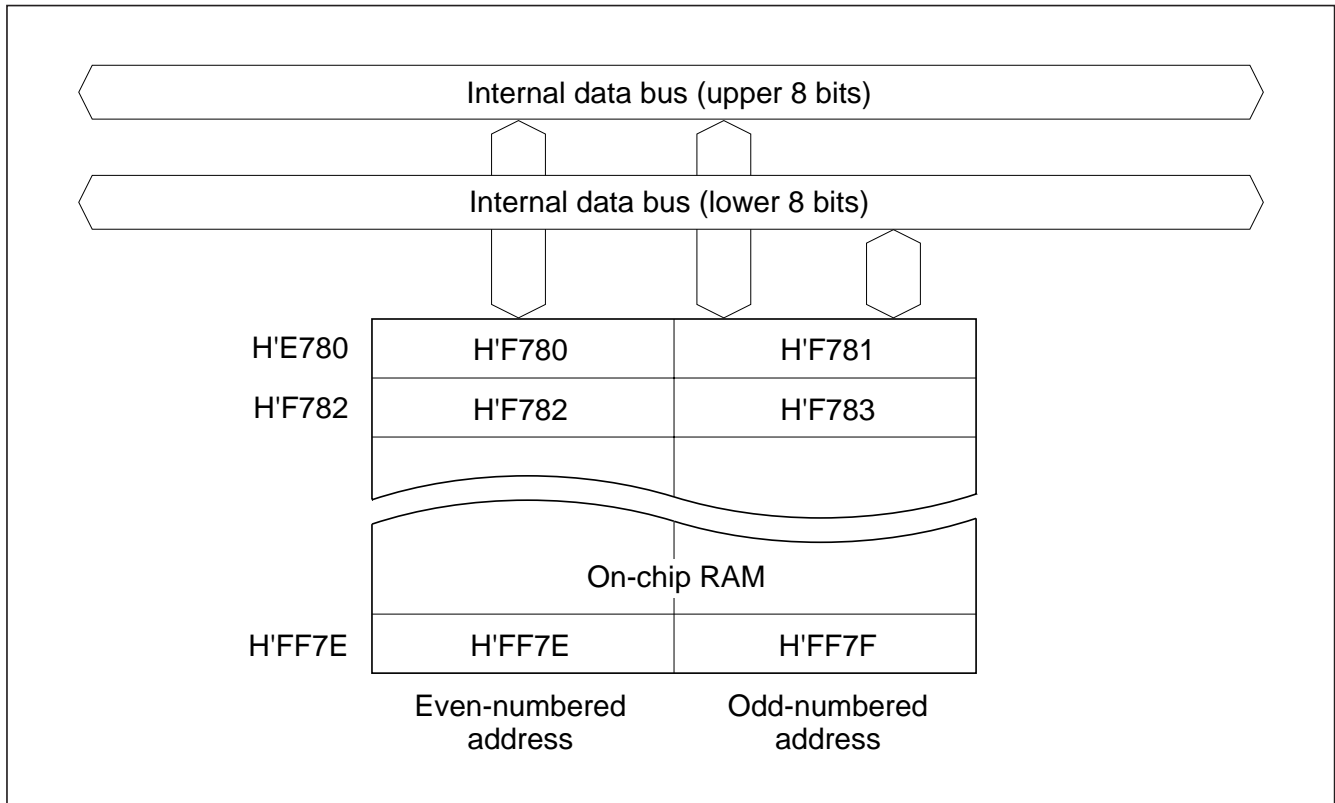 Internal data bus (upper 8 bits)
Internal data bus (lower 8 bits)
H'E780 H'F780 H'F781
H'F782 H'F782 H'F783
On-chip RAM
H'FF7E H'FF7E H'FF7F
Even-numbered Odd-numbered
address address